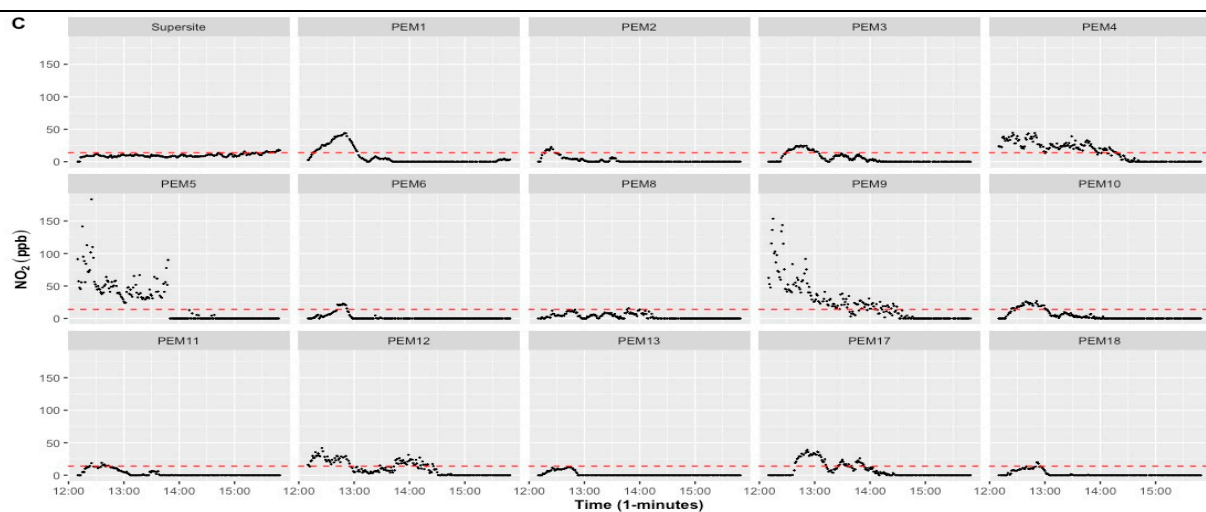 C
Supersite PEM1 PEM2 PEM3 PEM4
150
100
50
0
PEM5 PEM6 PEM8 PEM9 PEM10
150
100
50
0
PEM11 PEM12 PEM13 PEM17 PEM18
150
100
50
0
NO₂(ppb)
12:00 13:00 14:00 15:00 12:00 13:00 14:00 15:00 12:00 13:00 14:00 15:00 12:00 13:00 14:00 15:00 12:00 13:00 14:00 15:00
Time (1-minutes)